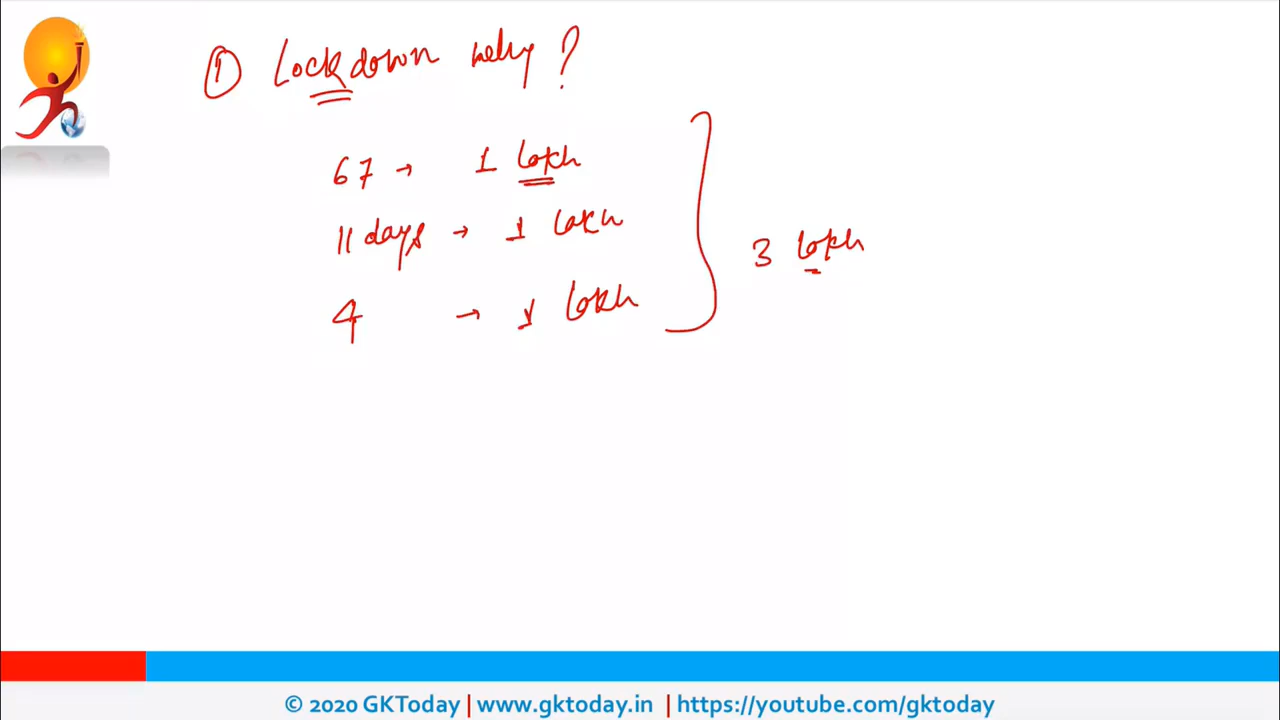 ① Lockdown why?
67 → 1 lakh
11 days → 1 lakh
4 → 1 lakh
3 lakh
© 2020 GKToday | www.gktoday.in | https://youtube.com/gktoday